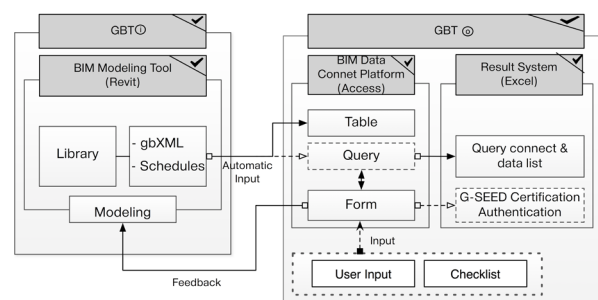 GBTⓘ
BIM Modeling Tool
(Revit)
Library
- gbXML
- Schedules
Modeling
Automatic
Input
Feedback
GBT ⓞ
BIM Data
Connet Platform
(Access)
Table
Query
Form
Input
User Input
Checklist
Result System
(Excel)
Query connect &
data list
G-SEED Certification
Authentication